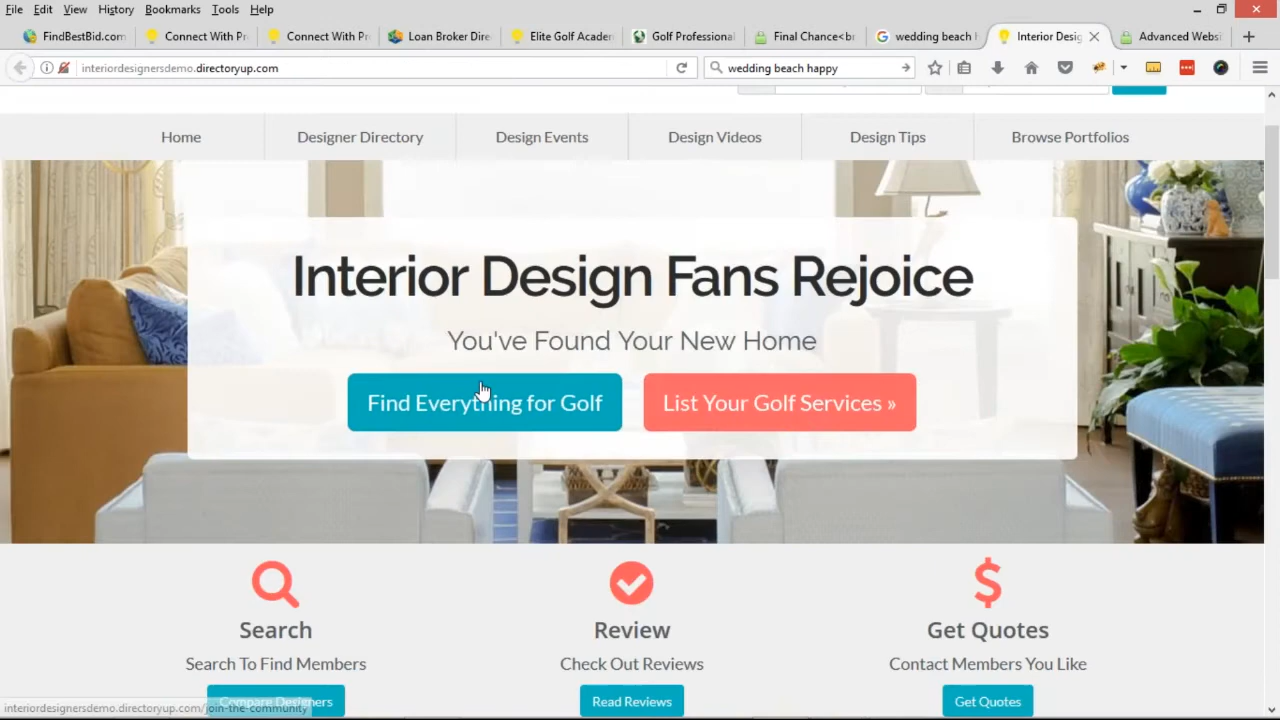 File Edit View History Bookmarks Tools Help
FindBestBid.com Connect With Pr Connect With Pr Loan Broker Dire Elite Golf Academ Golf Professional Final Chance<br wedding beach h Interior Desig Advanced Websi
interiordesignersdemo.directoryup.com wedding beach happy
Home Designer Directory Design Events Design Videos Design Tips Browse Portfolios
Interior Design Fans Rejoice
You've Found Your New Home
Find Everything for Golf List Your Golf Services »
Search Review Get Quotes
Search To Find Members Check Out Reviews Contact Members You Like
Compare Designers Read Reviews Get Quotes
interiordesignersdemo.directoryup.com/join-the-community